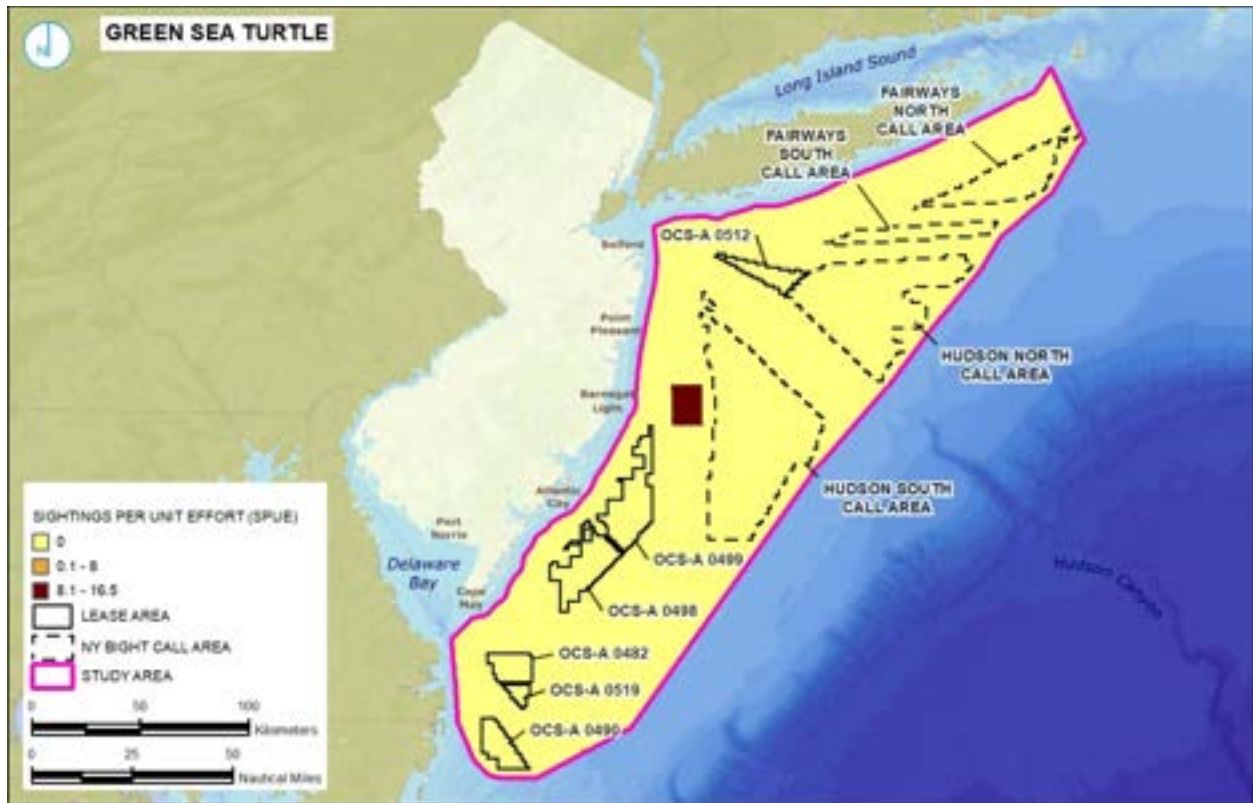 GREEN SEA TURTLE
N
Long Island Sound
FAIRWAYS
NORTH
CALL AREA
FAIRWAYS
SOUTH
CALL AREA
OCS-A 0512
Belford
Point
Pleasant
HUDSON NORTH
CALL AREA
Barnegat
Light
HUDSON SOUTH
CALL AREA
Atlantic
City
Port
Norris
Delaware
Bay
Cape
May
OCS-A 0499
OCS-A 0498
Hudson Canyon
OCS-A 0482
OCS-A 0519
OCS-A 0490
SIGHTINGS PER UNIT EFFORT (SPUE)
0
0.1 - 8
8.1 - 16.5
LEASE AREA
NY BIGHT CALL AREA
STUDY AREA
0 50 100
Kilometers
0 25 50
Nautical Miles